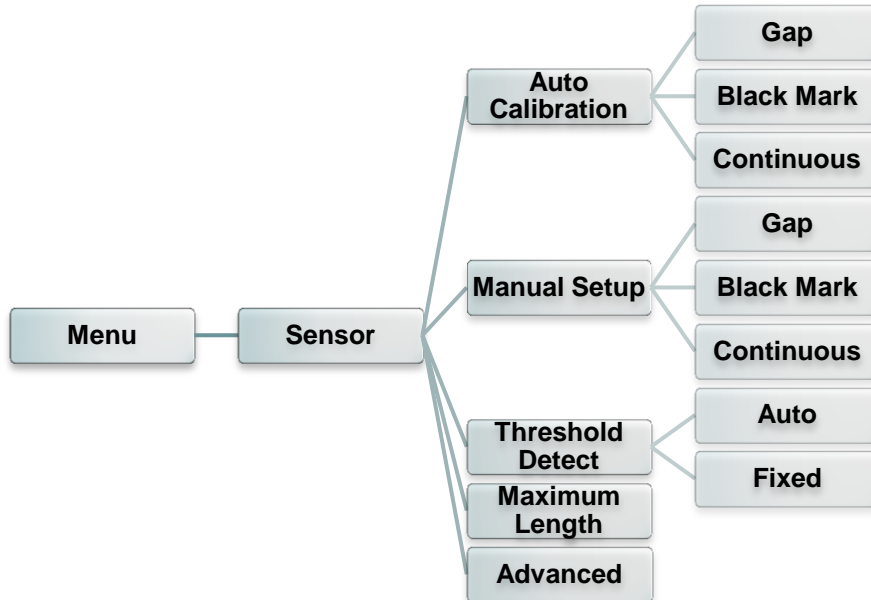 Menu
Sensor
Auto
Calibration
Gap
Black Mark
Continuous
Manual Setup
Gap
Black Mark
Continuous
Threshold
Detect
Auto
Fixed
Maximum
Length
Advanced